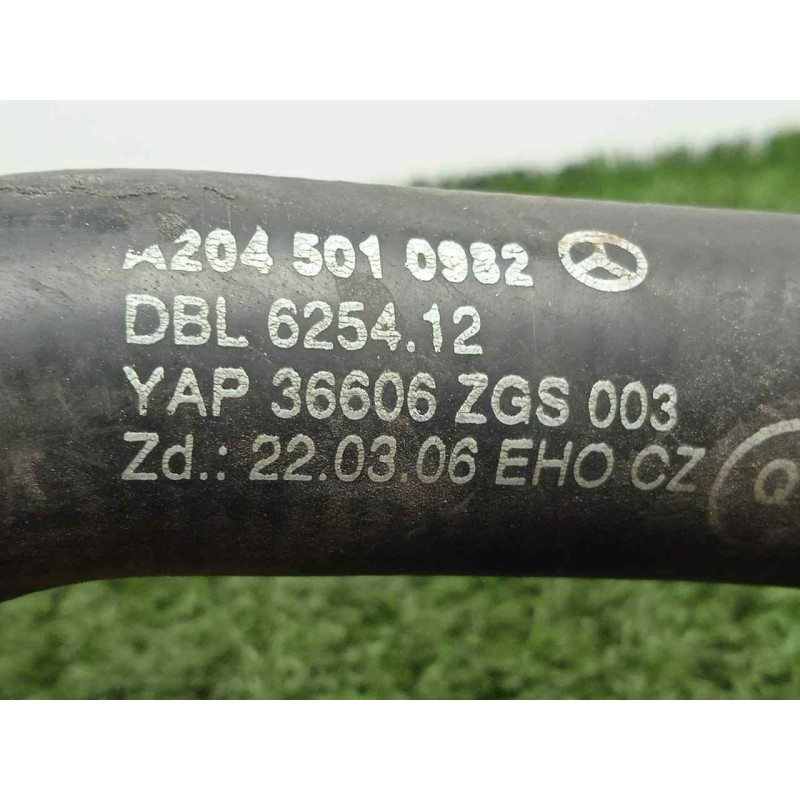 A204 501 0982
DBL 6254.12
YAP 36606 ZGS 003
Zd.: 22.03.06 EHO CZ
Q